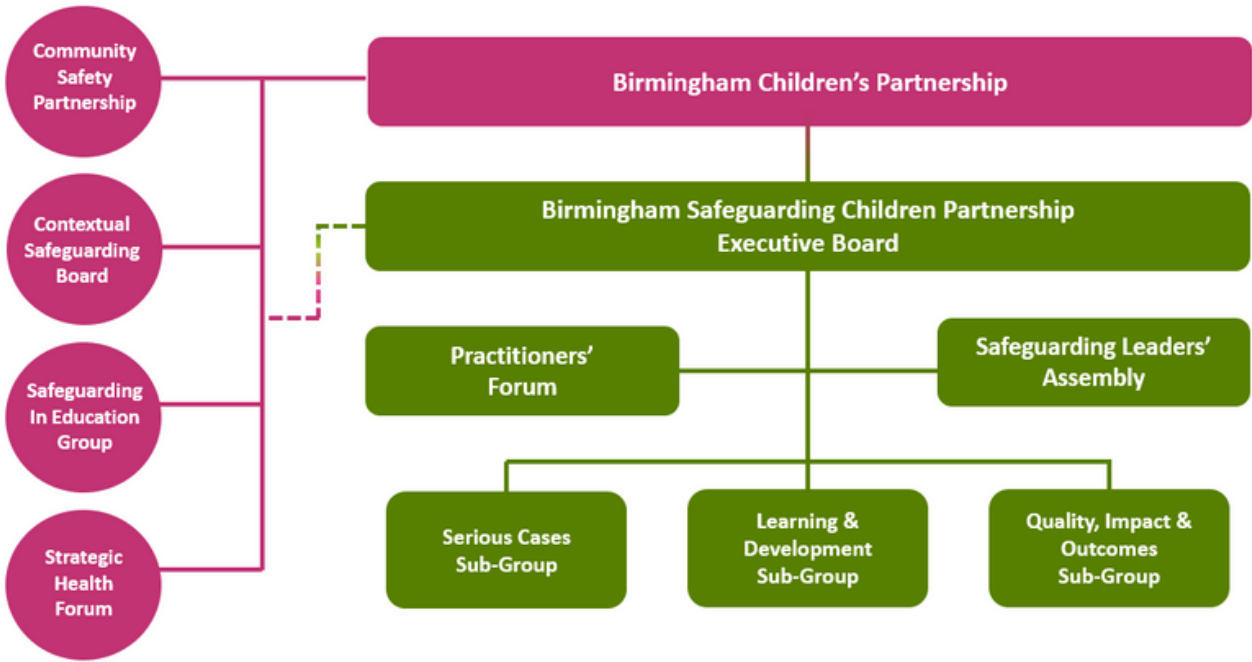 Community
Safety
Partnership
Birmingham Children’s Partnership
Contextual
Safeguarding
Board
Birmingham Safeguarding Children Partnership
Executive Board
Safeguarding
In Education
Group
Practitioners’
Forum
Safeguarding Leaders’
Assembly
Strategic
Health
Forum
Serious Cases
Sub-Group
Learning &
Development
Sub-Group
Quality, Impact &
Outcomes
Sub-Group